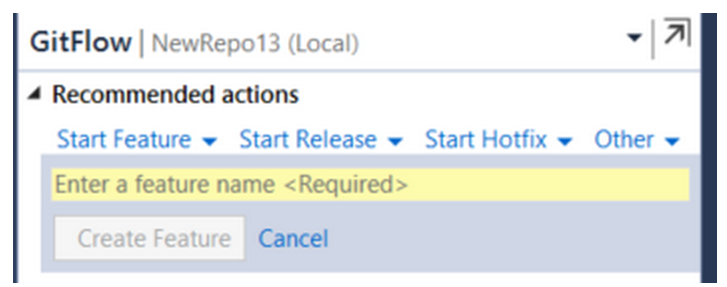 GitFlow | NewRepo13 (Local)
Recommended actions
Start Feature Start Release Start Hotfix Other
Enter a feature name <Required>
Create Feature Cancel